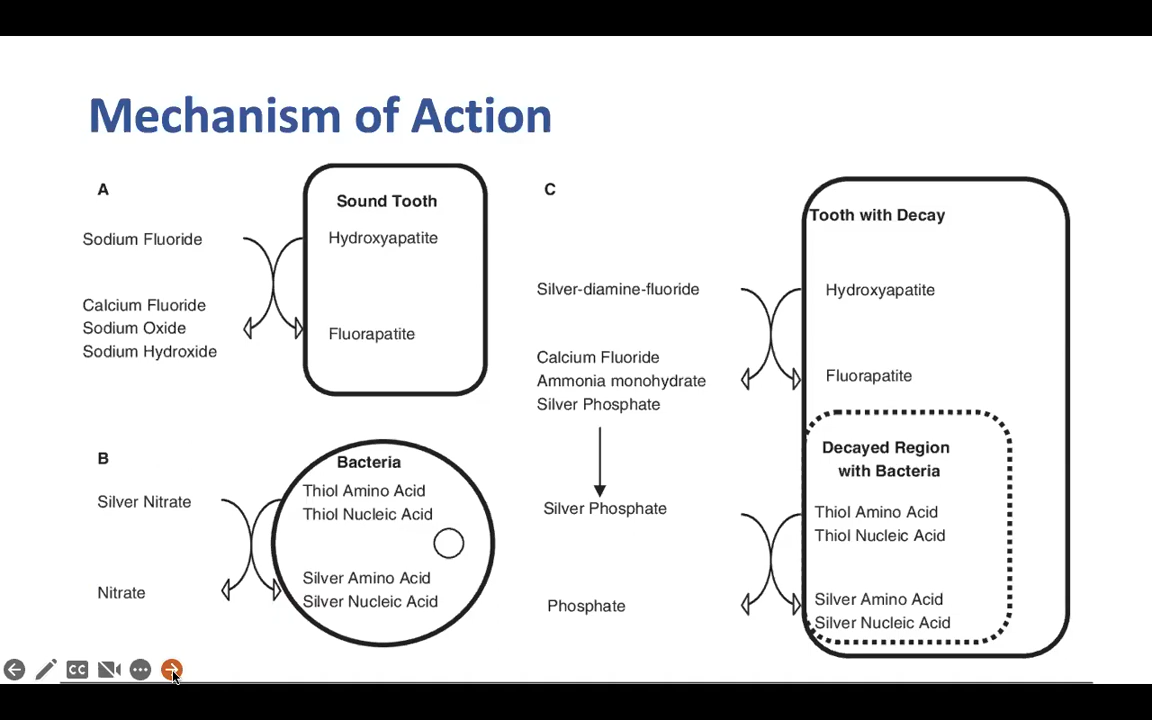 Mechanism of Action
A
Sound Tooth
Sodium Fluoride
Hydroxyapatite
Calcium Fluoride
Sodium Oxide
Sodium Hydroxide
Fluorapatite
B
Bacteria
Silver Nitrate
Thiol Amino Acid
Thiol Nucleic Acid
Nitrate
Silver Amino Acid
Silver Nucleic Acid
C
Tooth with Decay
Silver-diamine-fluoride
Hydroxyapatite
Calcium Fluoride
Ammonia monohydrate
Silver Phosphate
Fluorapatite
Decayed Region
with Bacteria
Silver Phosphate
Thiol Amino Acid
Thiol Nucleic Acid
Phosphate
Silver Amino Acid
Silver Nucleic Acid
CC